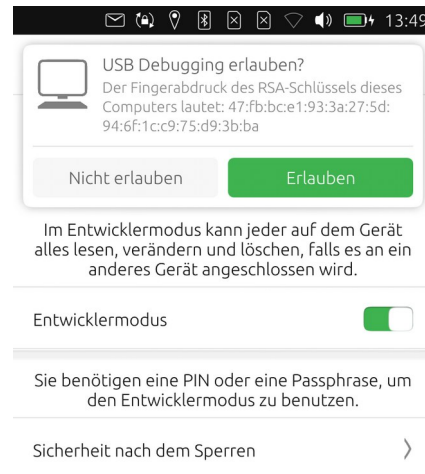 13:49
USB Debugging erlauben?
Der Fingerabdruck des RSA-Schlüssels dieses
Computers lautet: 47:fb:bc:e1:93:3a:27:5d:
94:6f:1c:c9:75:d9:3b:ba
Nicht erlauben
Erlauben
Im Entwicklermodus kann jeder auf dem Gerät
alles lesen, verändern und löschen, falls es an ein
anderes Gerät angeschlossen wird.
Entwicklermodus
Sie benötigen eine PIN oder eine Passphrase, um
den Entwicklermodus zu benutzen.
Sicherheit nach dem Sperren